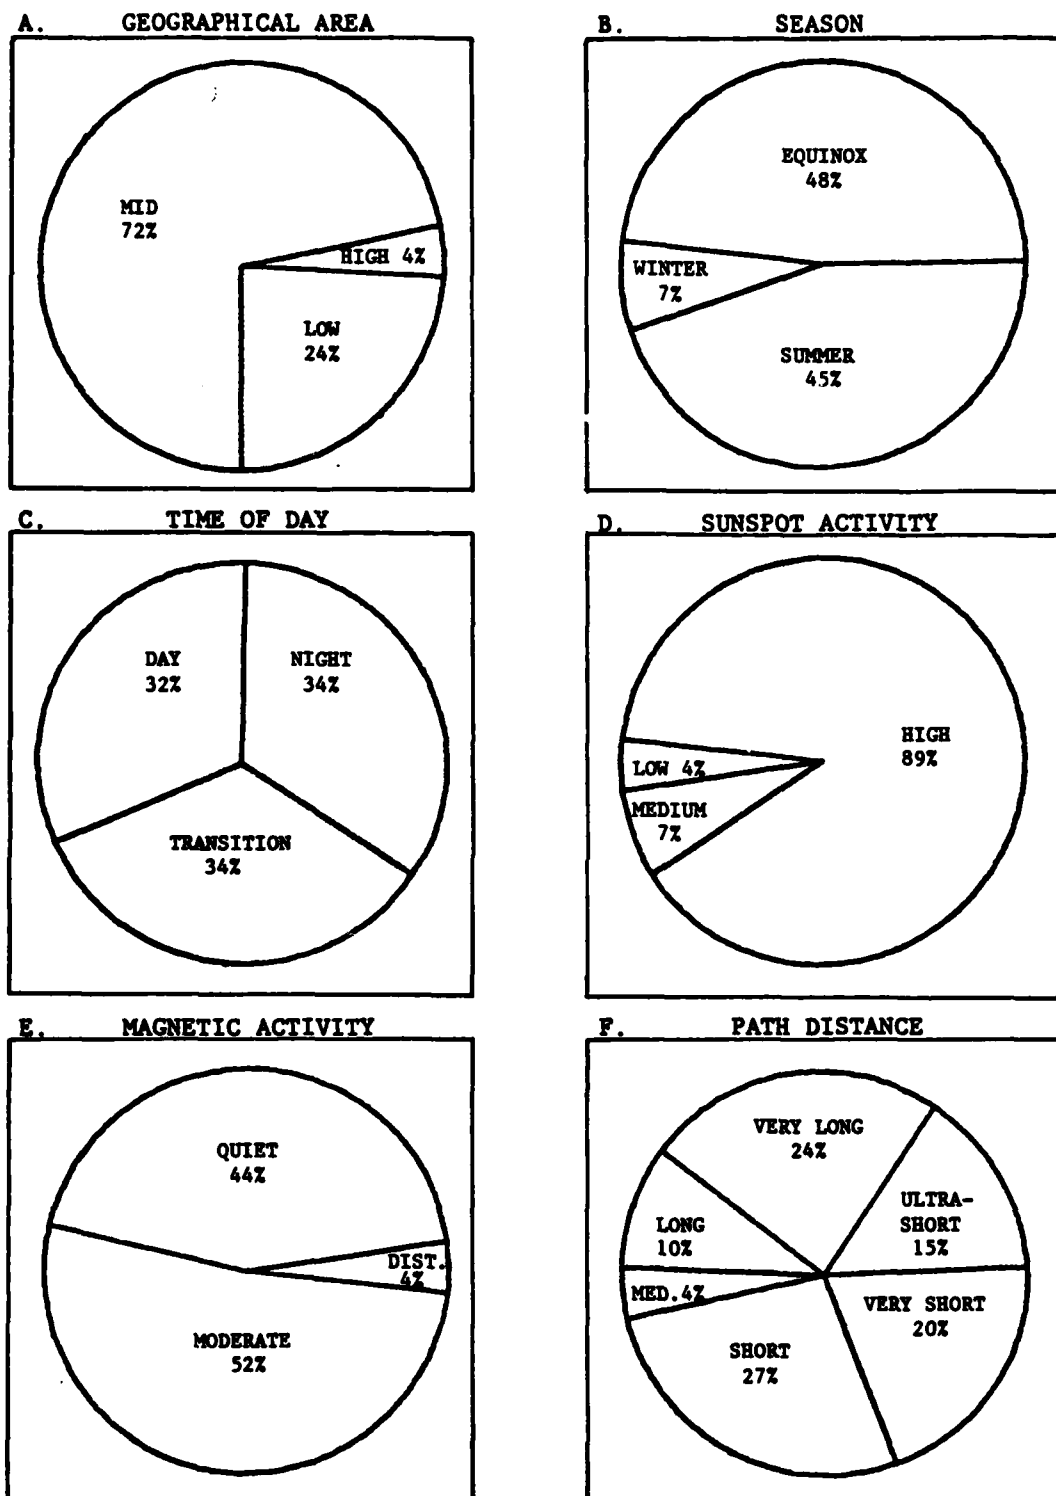 A. GEOGRAPHICAL AREA
MID
72%
HIGH 4%
LOW
24%
B. SEASON
EQUINOX
48%
WINTER
7%
SUMMER
45%
C. TIME OF DAY
DAY
32%
NIGHT
34%
TRANSITION
34%
D. SUNSPOT ACTIVITY
HIGH
89%
LOW 4%
MEDIUM
7%
E. MAGNETIC ACTIVITY
QUIET
44%
DIST.
4%
MODERATE
52%
F. PATH DISTANCE
VERY LONG
24%
ULTRA-
SHORT
15%
LONG
10%
MED.4%
VERY SHORT
20%
SHORT
27%